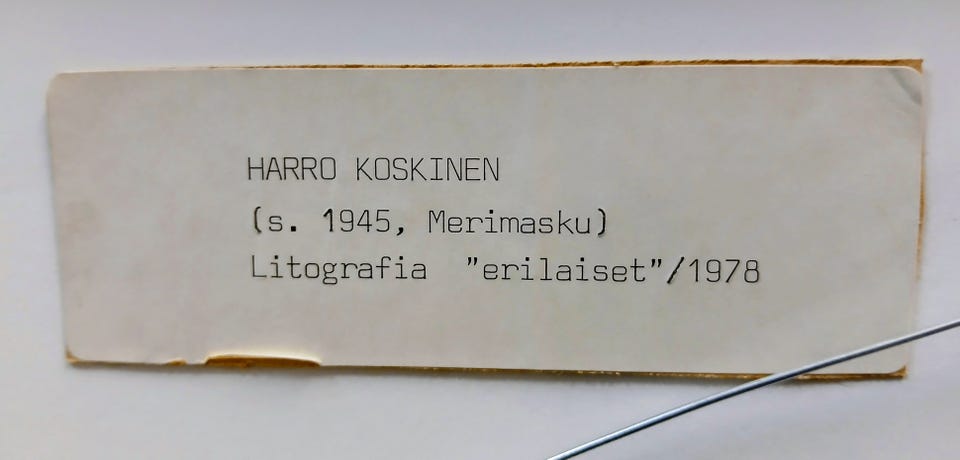 HARRO KOSKINEN
(s. 1945, Merimasku)
Litografia "erilaiset"/1978